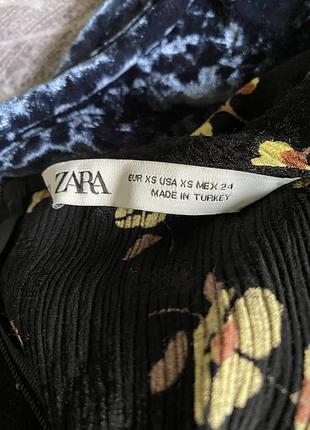 ZARA
EUR XS USA XS MEX 24
MADE IN TURKEY